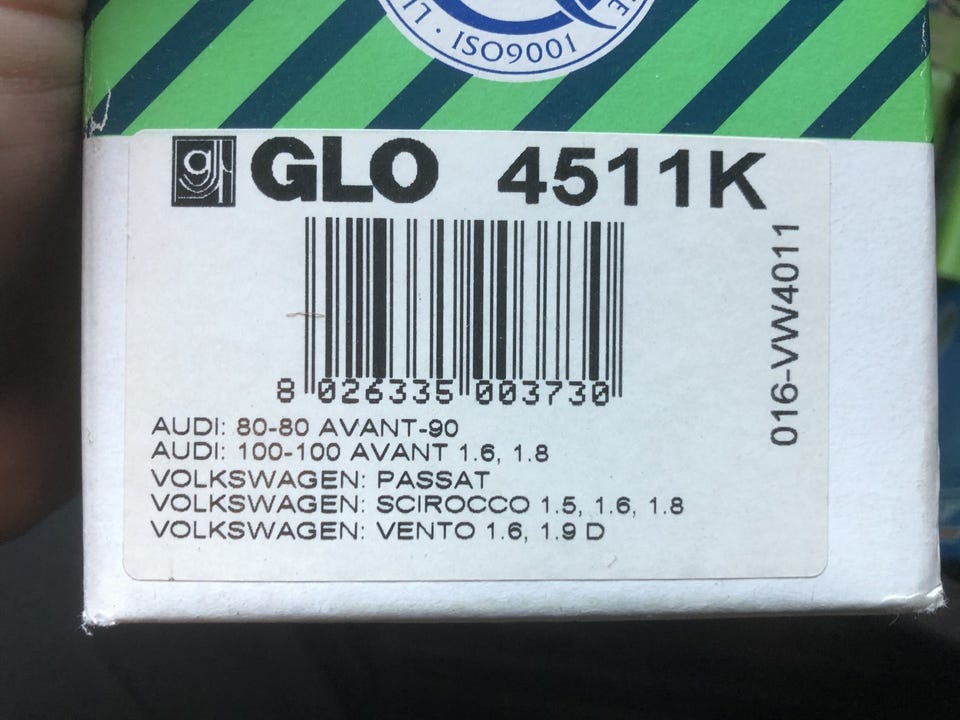 ISO9001
GLO 4511K
016-VW4011
8 026335 003730
AUDI: 80-80 AVANT-90
AUDI: 100-100 AVANT 1.6, 1.8
VOLKSWAGEN: PASSAT
VOLKSWAGEN: SCIROCCO 1.5, 1.6, 1.8
VOLKSWAGEN: VENTO 1.6, 1.9 D